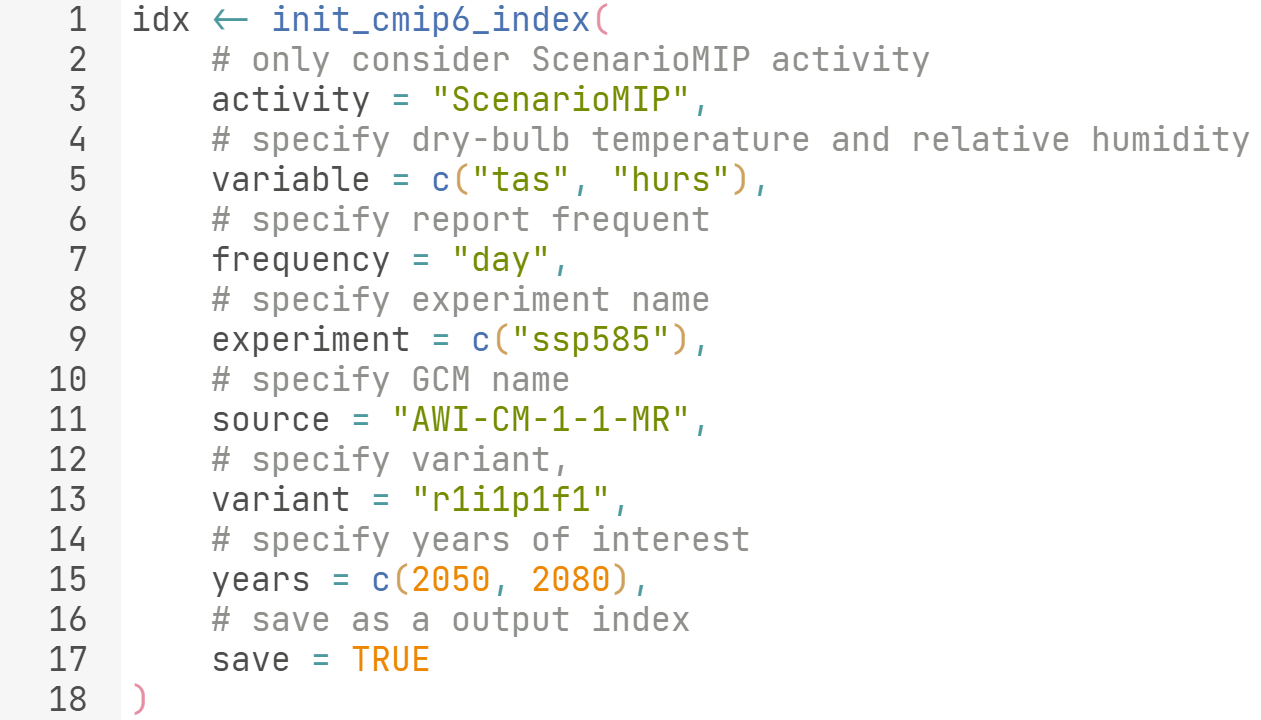 1 idx <- init_cmip6_index(
2 # only consider ScenarioMIP activity
3 activity = "ScenarioMIP",
4 # specify dry-bulb temperature and relative humidity
5 variable = c("tas", "hurs"),
6 # specify report frequent
7 frequency = "day",
8 # specify experiment name
9 experiment = c("ssp585"),
10 # specify GCM name
11 source = "AWI-CM-1-1-MR",
12 # specify variant,
13 variant = "r1i1p1f1",
14 # specify years of interest
15 years = c(2050, 2080),
16 # save as a output index
17 save = TRUE
18 )